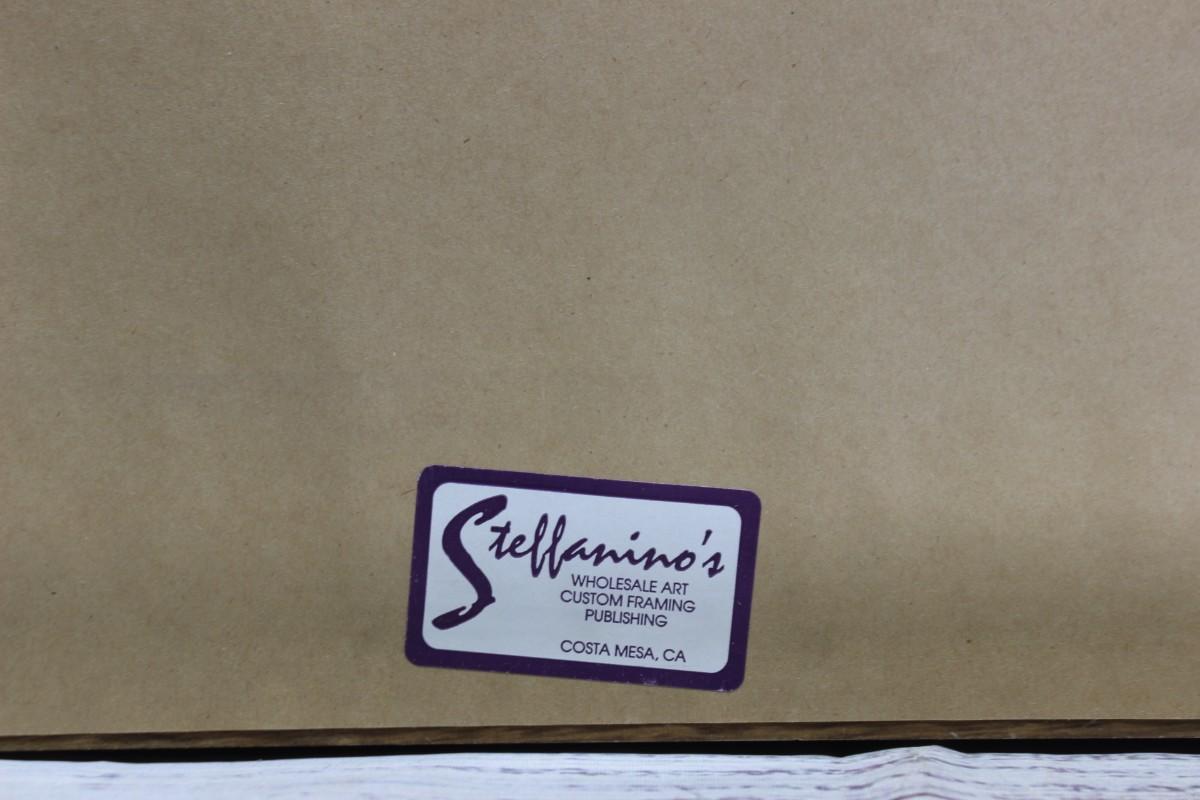 Steffanino's
WHOLESALE ART
CUSTOM FRAMING
PUBLISHING
COSTA MESA, CA